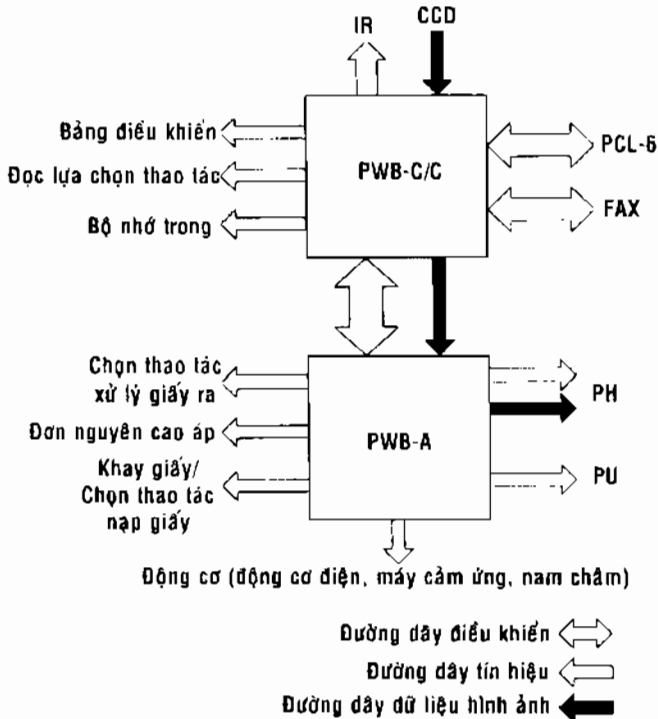 IR
CCD
Bảng điều khiển
Đọc lựa chọn thao tác
Bộ nhớ trong
PWB-C/C
PCL-6
FAX
Chọn thao tác
xử lý giấy ra
Đơn nguyên cao áp
Khay giấy/
Chọn thao tác
nạp giấy
PWB-A
PH
PU
Động cơ (động cơ điện, máy cảm ứng, nam châm)
Đường dây điều khiển
Đường dây tín hiệu
Đường dây dữ liệu hình ảnh